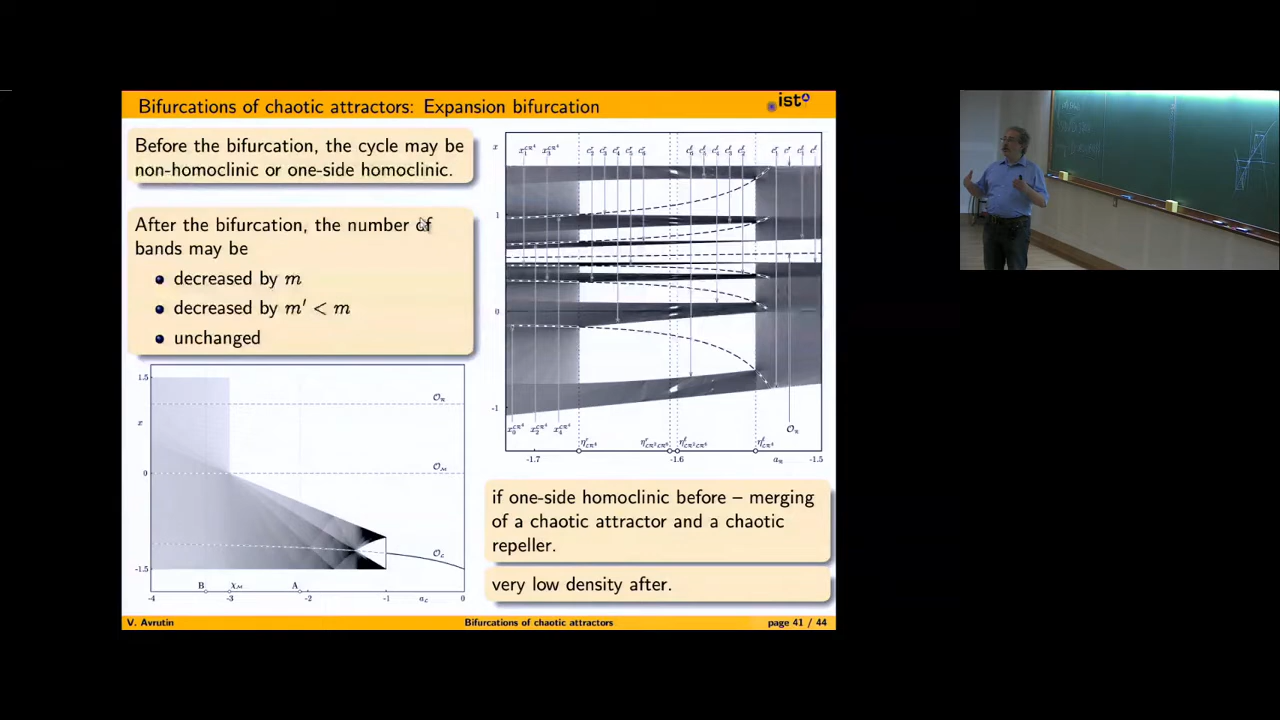 Bifurcations of chaotic attractors: Expansion bifurcation
ist
Before the bifurcation, the cycle may be
non-homoclinic or one-side homoclinic.
After the bifurcation, the number of
bands may be
decreased by m
decreased by m′ < m
unchanged
1.5
x
0
-1.5
-4
-3
-2
-1
0
B
χ_M
A
a_c
O_M
O_c
x
1
0
-1
-1.7
-1.6
-1.5
if one-side homoclinic before – merging
of a chaotic attractor and a chaotic
repeller.
very low density after.
V. Avrutin
Bifurcations of chaotic attractors
page 41 / 44